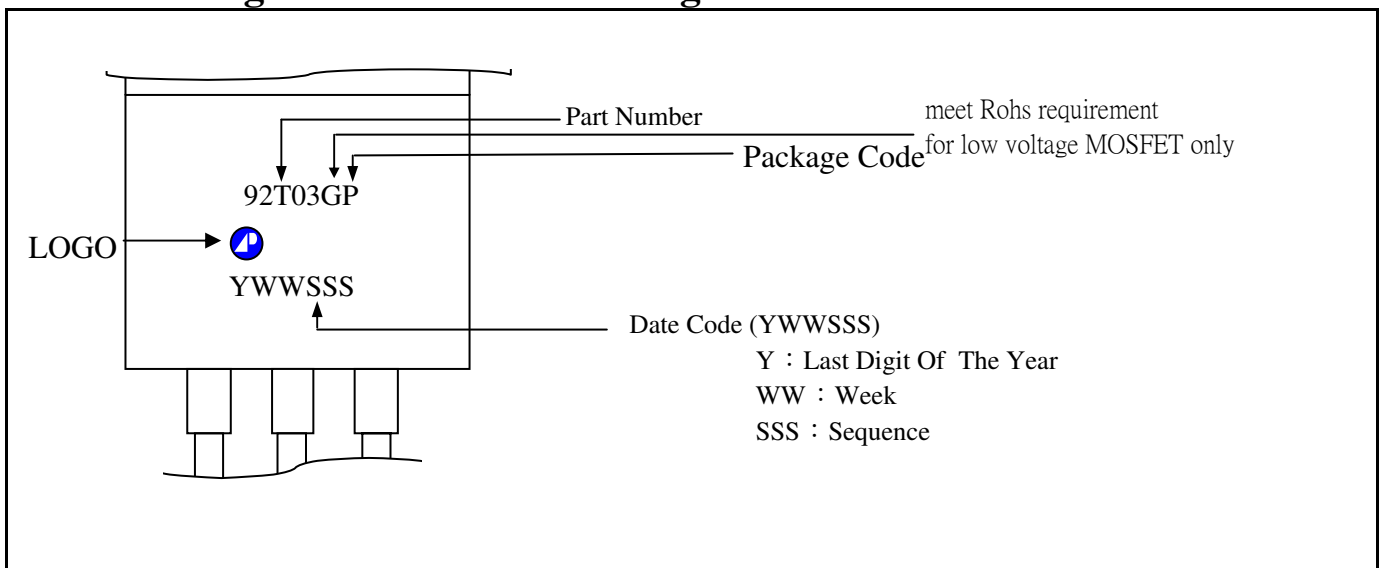 Part Number
meet Rohs requirement
for low voltage MOSFET only
Package Code
92T03GP
LOGO
YWWSSS
Date Code (YWWSSS)
Y：Last Digit Of The Year
WW：Week
SSS：Sequence